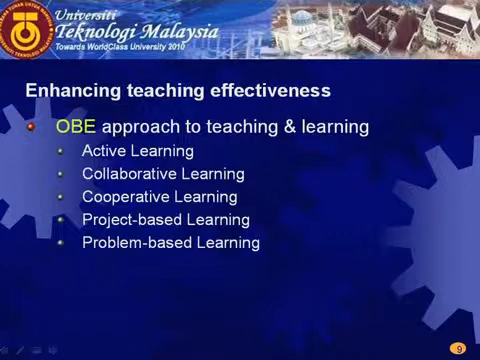 Universiti
Teknologi Malaysia
Towards WorldClass University 2010
Enhancing teaching effectiveness
OBE approach to teaching & learning
Active Learning
Collaborative Learning
Cooperative Learning
Project-based Learning
Problem-based Learning
9